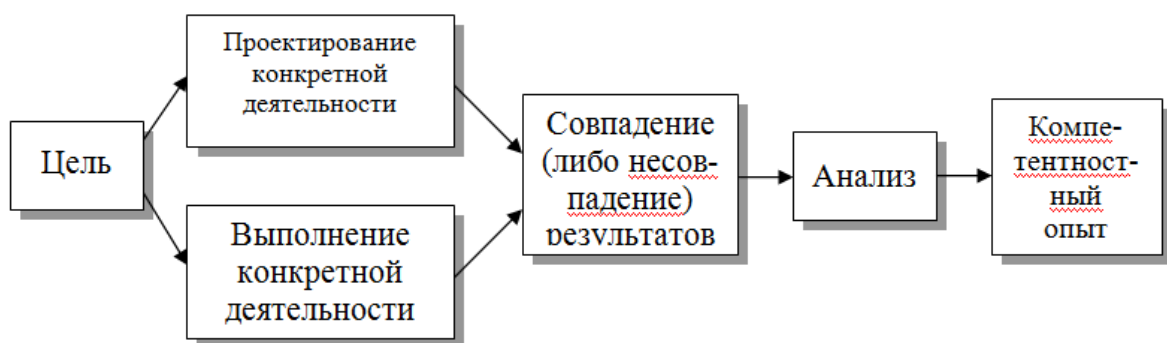 Цель
Проектирование
конкретной
деятельности
Выполнение
конкретной
деятельности
Совпадение
(либо несов-
падение)
результатов
Анализ
Компе-
тентност-
ный
опыт